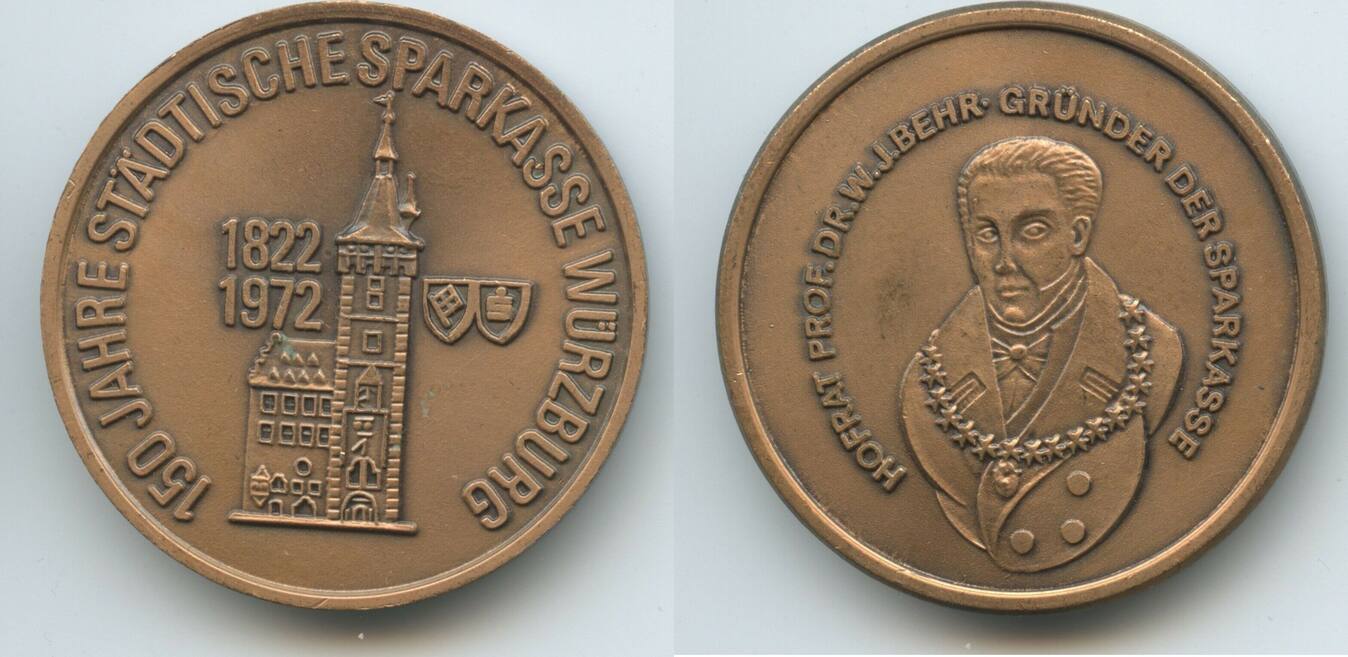 150 JAHRE STÄDTISCHE SPARKASSE WÜRZBURG
1822
1972
HOFRAT PROF. DR. W. J. BEHR · GRÜNDER DER SPARKASSE